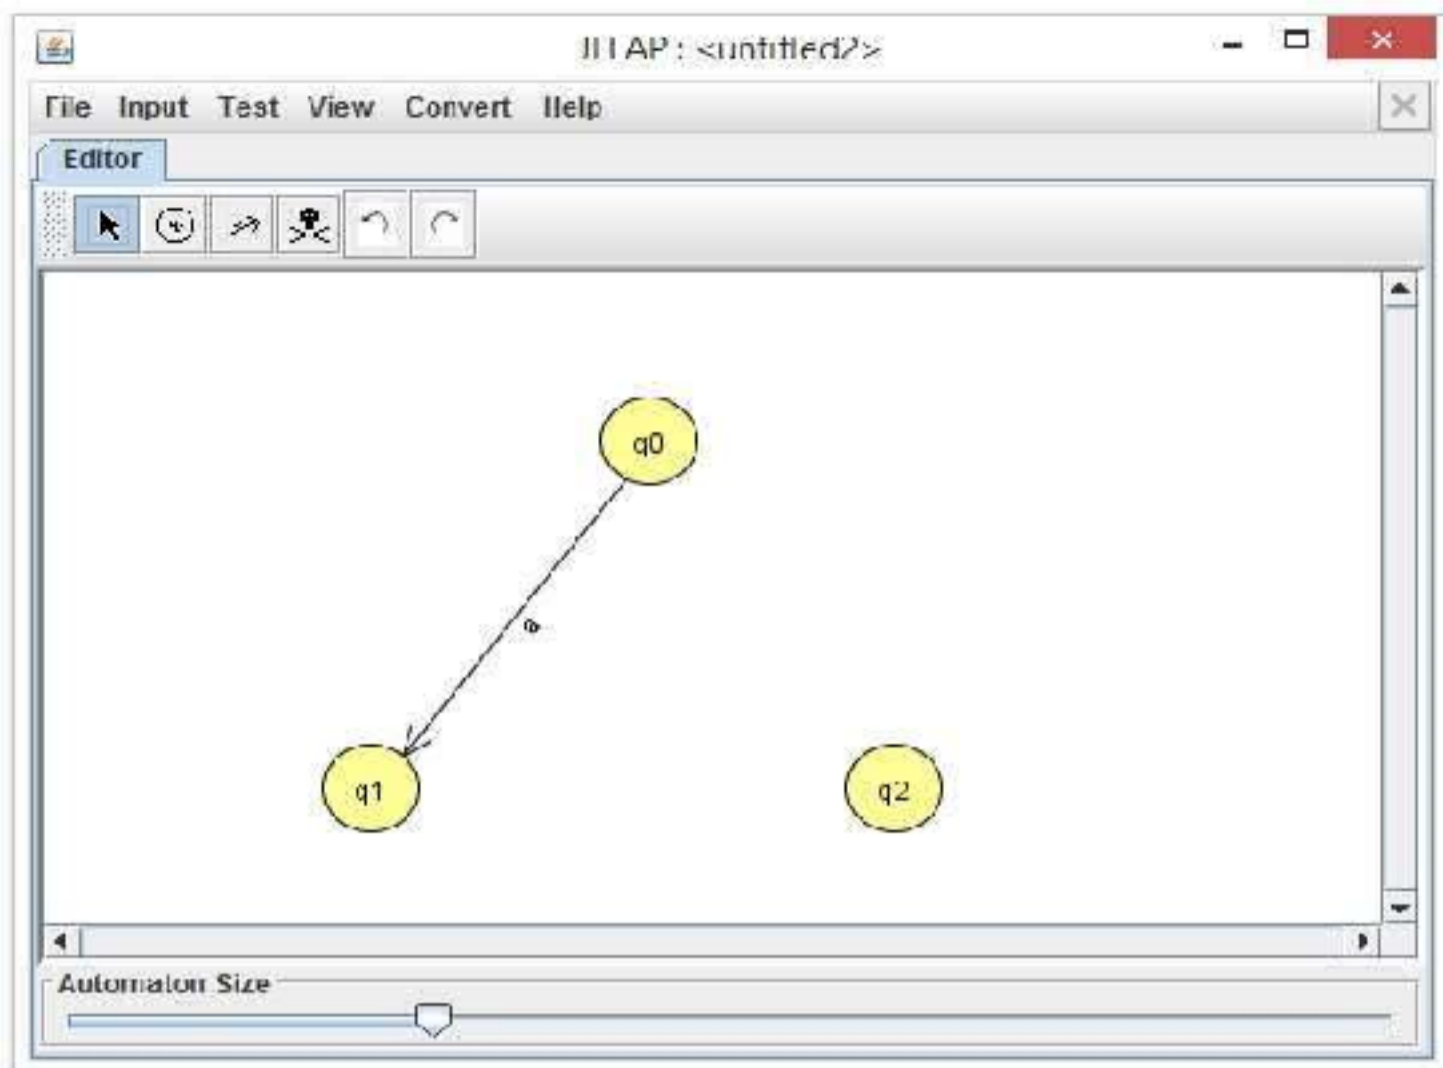 JFLAP : <untitled2>
File Input Test View Convert Help
Editor
q0
a
q1 q2
Automaton Size